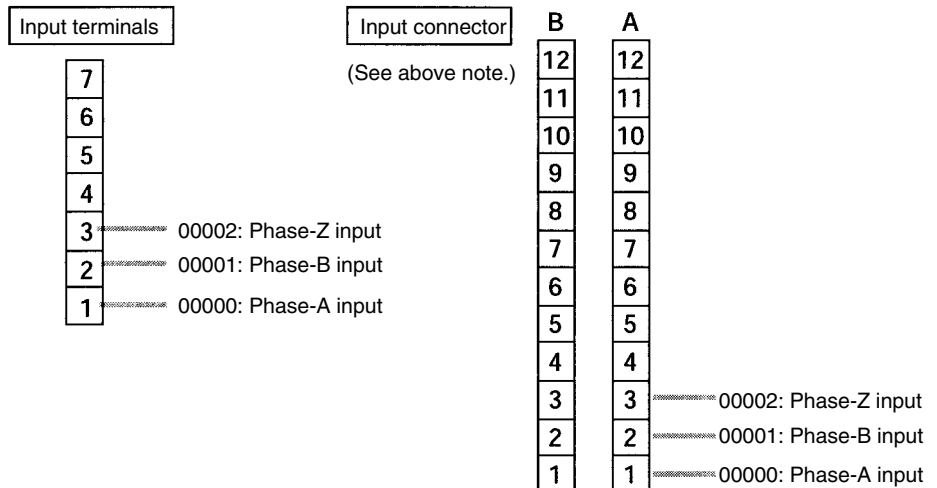 Input terminals
7
6
5
4
3
2
1
00002: Phase-Z input
00001: Phase-B input
00000: Phase-A input
Input connector
(See above note.)
B A
12 12
11 11
10 10
9 9
8 8
7 7
6 6
5 5
4 4
3 3
2 2
1 1
00002: Phase-Z input
00001: Phase-B input
00000: Phase-A input